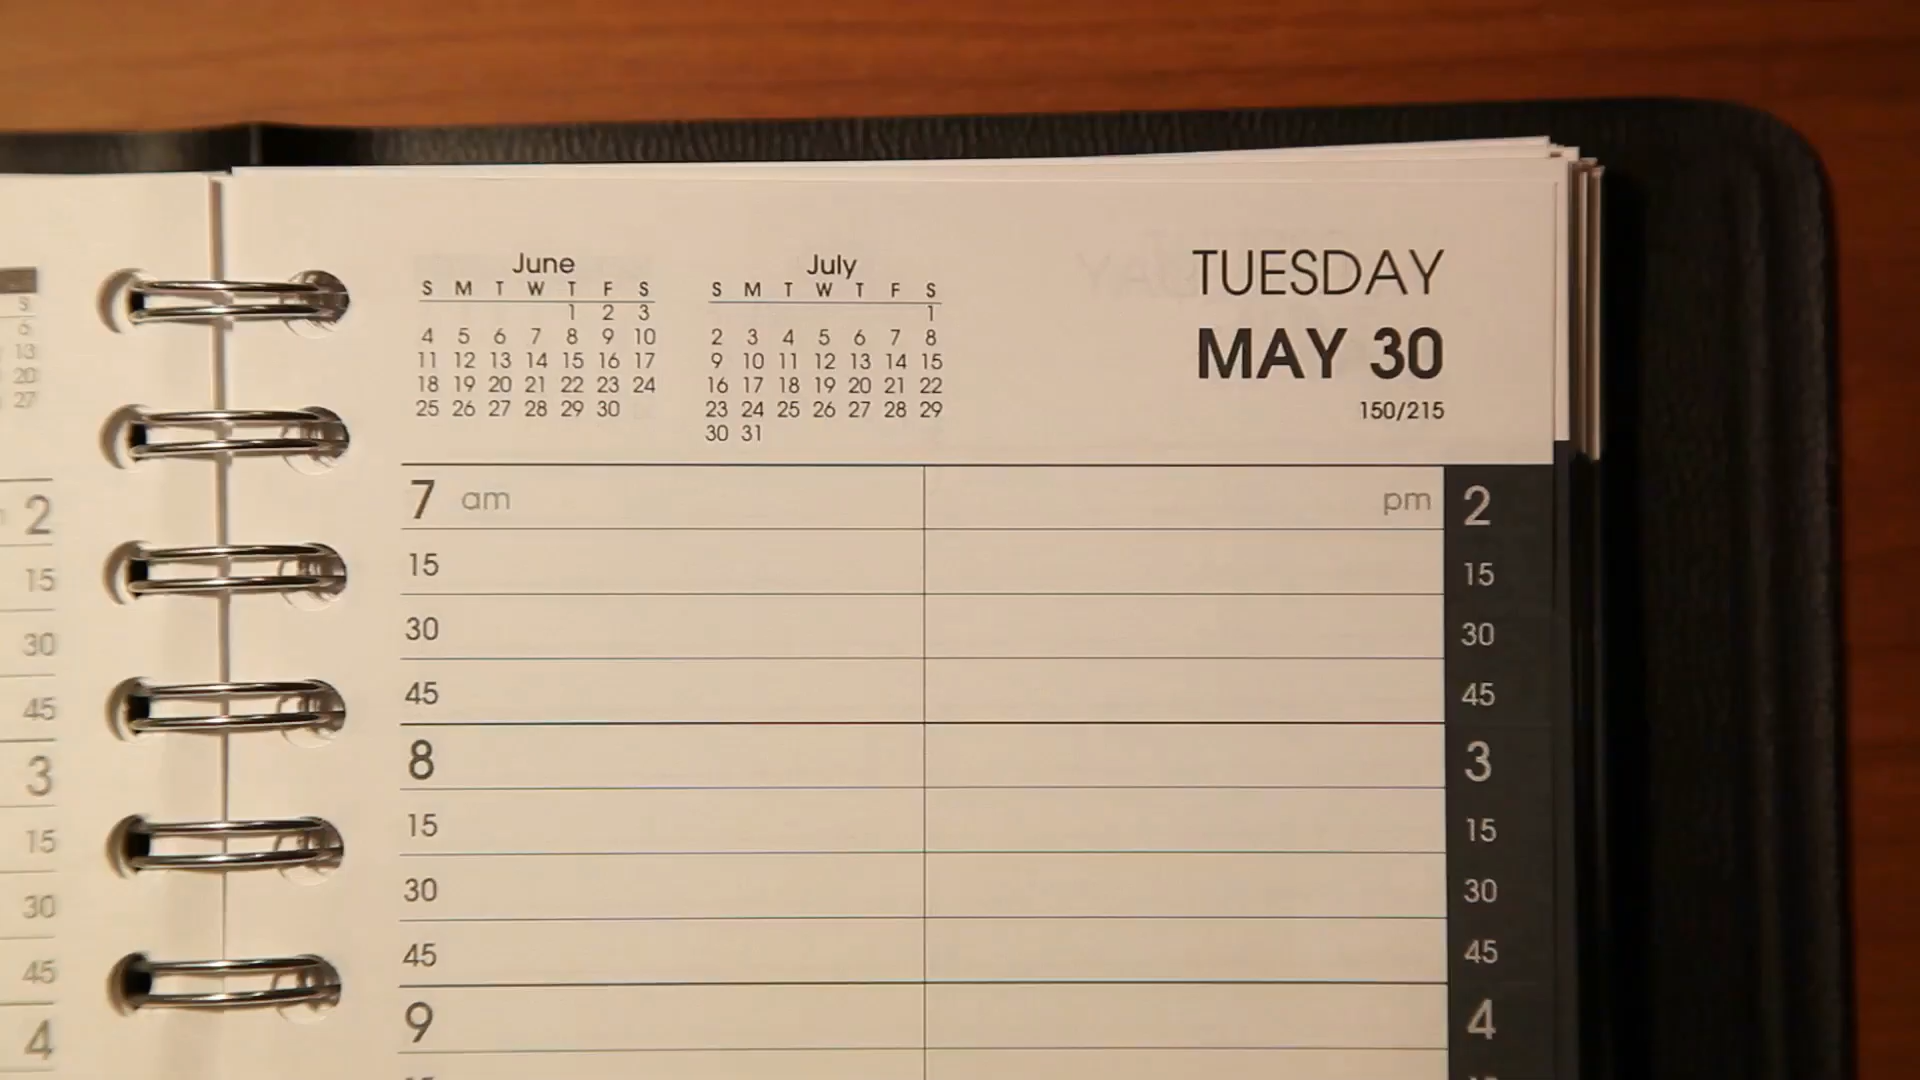 S
6
13
20
27
2
15
30
45
3
15
30
45
4
June
S M T W T F S
1 2 3
4 5 6 7 8 9 10
11 12 13 14 15 16 17
18 19 20 21 22 23 24
25 26 27 28 29 30
July
S M T W T F S
1
2 3 4 5 6 7 8
9 10 11 12 13 14 15
16 17 18 19 20 21 22
23 24 25 26 27 28 29
30 31
TUESDAY
MAY 30
150/215
7 am pm 2
15 15
30 30
45 45
8 3
15 15
30 30
45 45
9 4